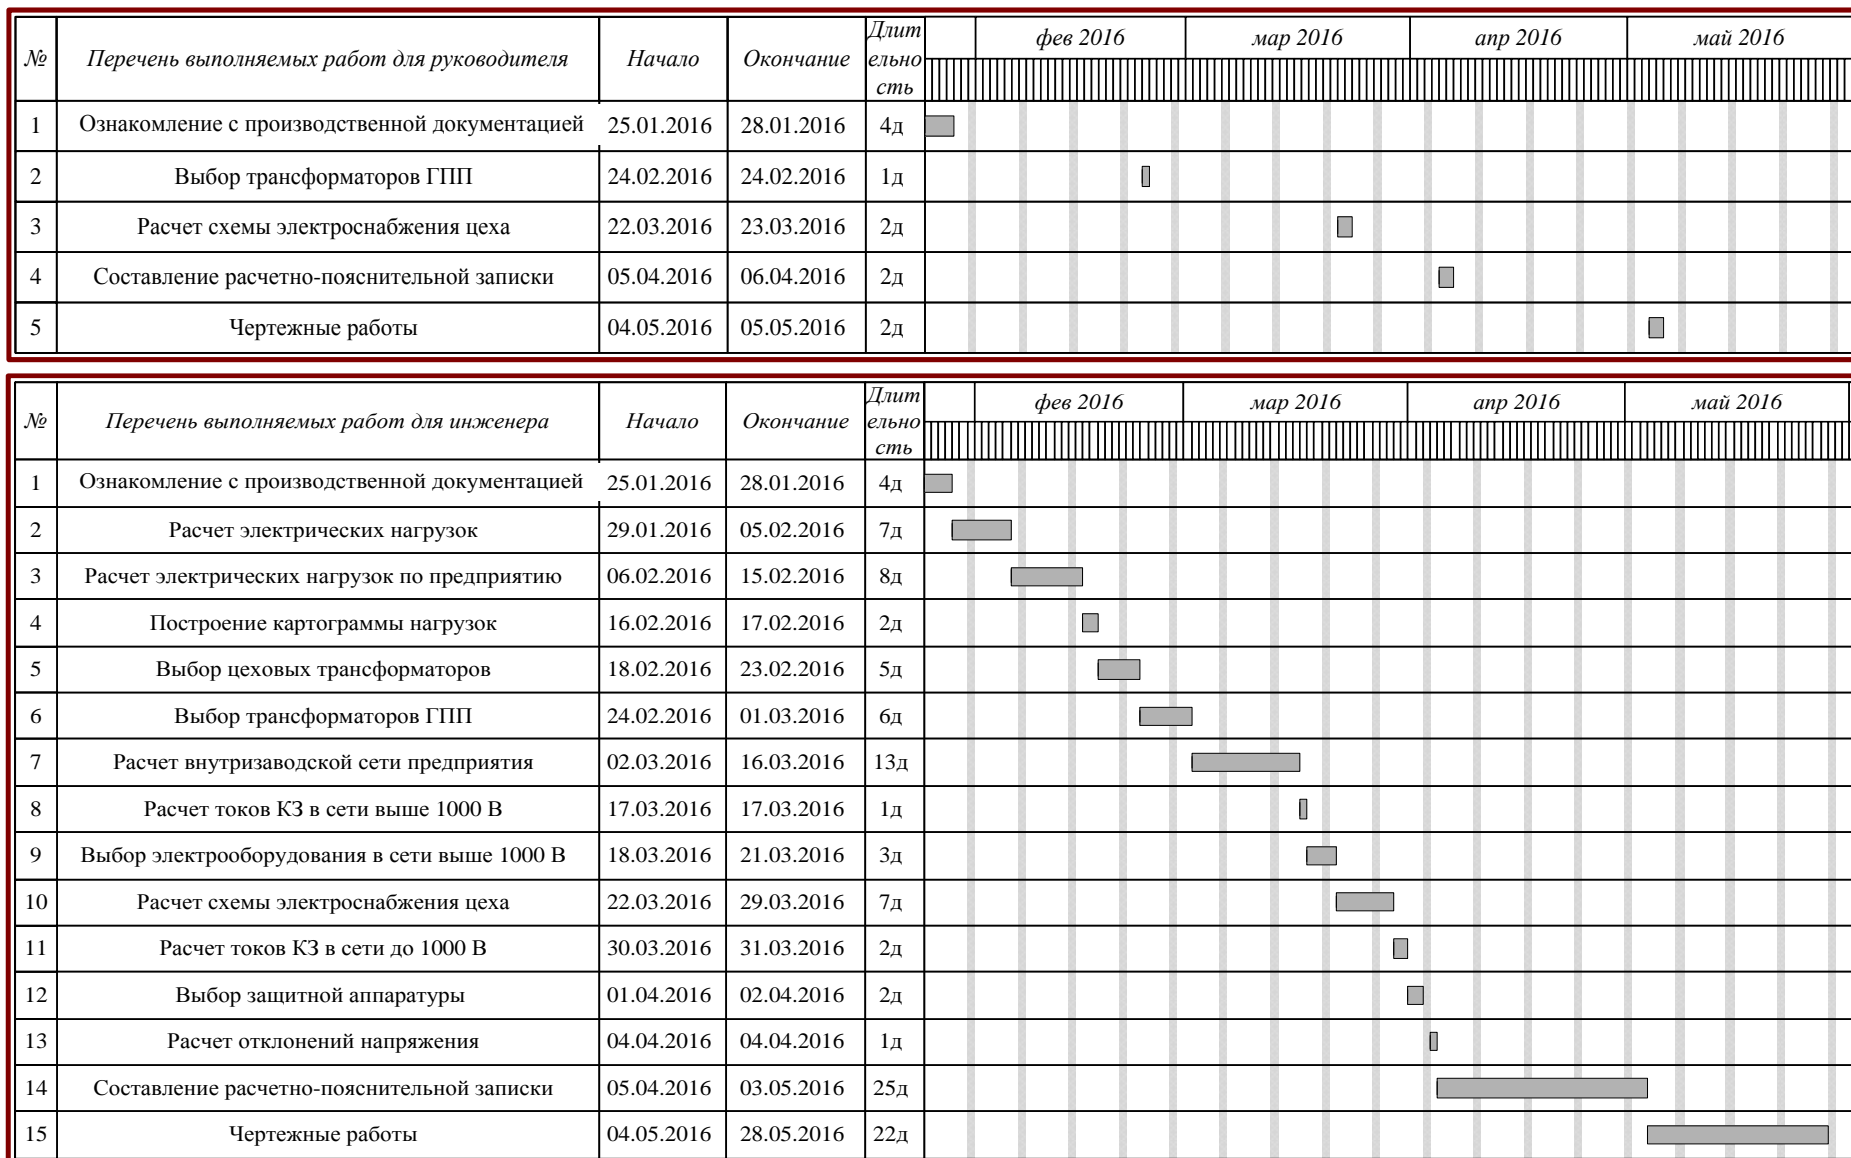 № Перечень выполняемых работ для руководителя Начало Окончание Длит ельно сть фев 2016 мар 2016 апр 2016 май 2016
1 Ознакомление с производственной документацией 25.01.2016 28.01.2016 4д
2 Выбор трансформаторов ГПП 24.02.2016 24.02.2016 1д
3 Расчет схемы электроснабжения цеха 22.03.2016 23.03.2016 2д
4 Составление расчетно-пояснительной записки 05.04.2016 06.04.2016 2д
5 Чертежные работы 04.05.2016 05.05.2016 2д
№ Перечень выполняемых работ для инженера Начало Окончание Длит ельно сть фев 2016 мар 2016 апр 2016 май 2016
1 Ознакомление с производственной документацией 25.01.2016 28.01.2016 4д
2 Расчет электрических нагрузок 29.01.2016 05.02.2016 7д
3 Расчет электрических нагрузок по предприятию 06.02.2016 15.02.2016 8д
4 Построение картограммы нагрузок 16.02.2016 17.02.2016 2д
5 Выбор цеховых трансформаторов 18.02.2016 23.02.2016 5д
6 Выбор трансформаторов ГПП 24.02.2016 01.03.2016 6д
7 Расчет внутризаводской сети предприятия 02.03.2016 16.03.2016 13д
8 Расчет токов КЗ в сети выше 1000 В 17.03.2016 17.03.2016 1д
9 Выбор электрооборудования в сети выше 1000 В 18.03.2016 21.03.2016 3д
10 Расчет схемы электроснабжения цеха 22.03.2016 29.03.2016 7д
11 Расчет токов КЗ в сети до 1000 В 30.03.2016 31.03.2016 2д
12 Выбор защитной аппаратуры 01.04.2016 02.04.2016 2д
13 Расчет отклонений напряжения 04.04.2016 04.04.2016 1д
14 Составление расчетно-пояснительной записки 05.04.2016 03.05.2016 25д
15 Чертежные работы 04.05.2016 28.05.2016 22д